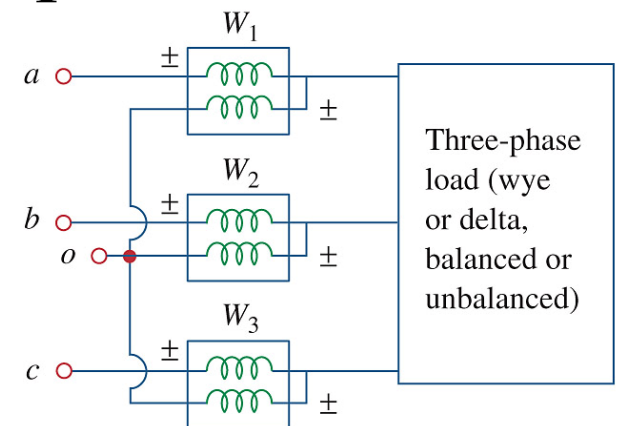 W1
a ±
±
Three-phase
load (wye
or delta,
balanced or
unbalanced)
W2
b ±
o ±
W3
c ±
±